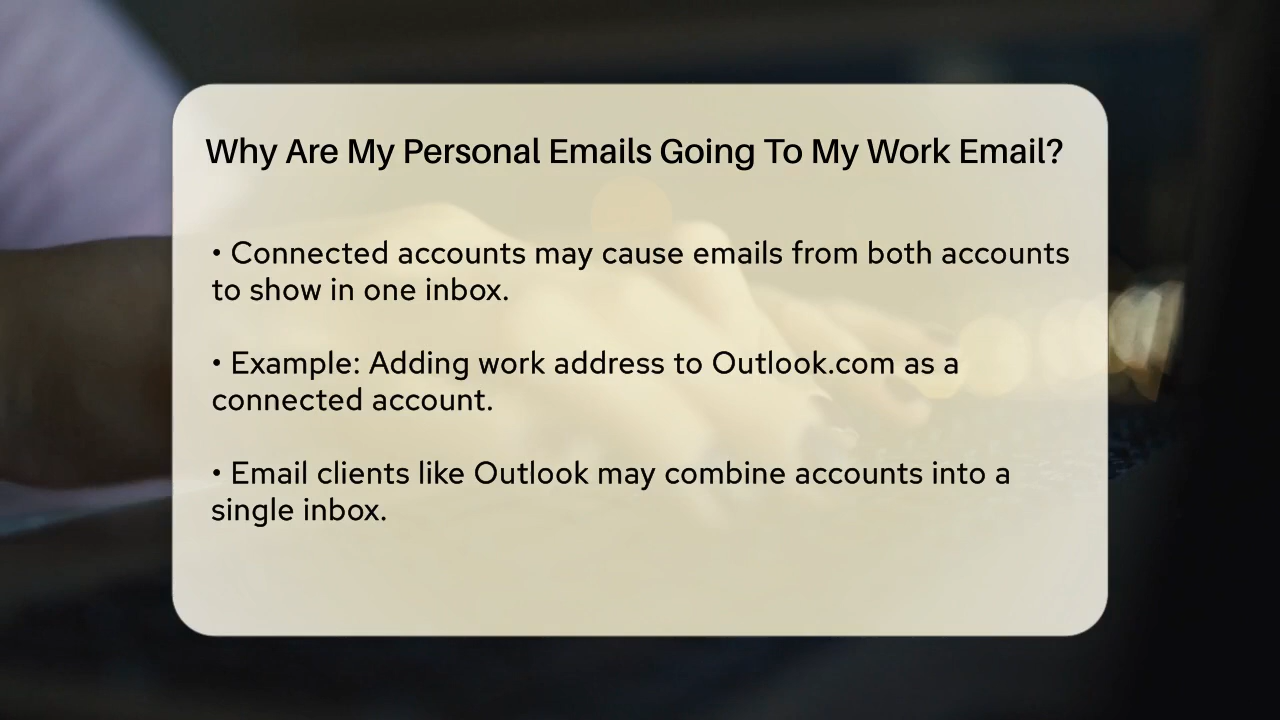 Why Are My Personal Emails Going To My Work Email?
• Connected accounts may cause emails from both accounts
to show in one inbox.
• Example: Adding work address to Outlook.com as a
connected account.
• Email clients like Outlook may combine accounts into a
single inbox.